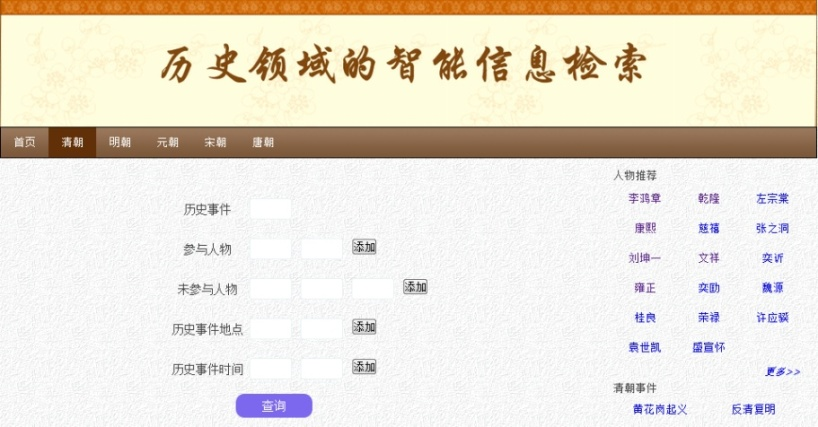 历史领域的智能信息检索
首页 清朝 明朝 元朝 宋朝 唐朝
历史事件
参与人物 添加
未参与人物 添加
历史事件地点 添加
历史事件时间 添加
查询
人物推荐
李鸿章 乾隆 左宗棠
康熙 慈禧 张之洞
刘坤一 文祥 奕䜣
雍正 奕劻 魏源
桂良 荣禄 许应骙
袁世凯 盛宣怀
更多>>
清朝事件
黄花岗起义 反清复明